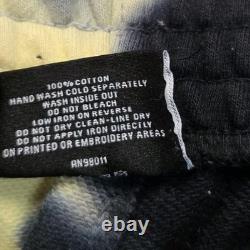 100% COTTON
HAND WASH COLD SEPARATELY
WASH INSIDE OUT
DO NOT BLEACH
LOW IRON ON REVERSE
DO NOT DRY CLEAN-LINE DRY
DO NOT APPLY IRON DIRECTLY
ON PRINTED OR EMBROIDERY AREAS
RN98011